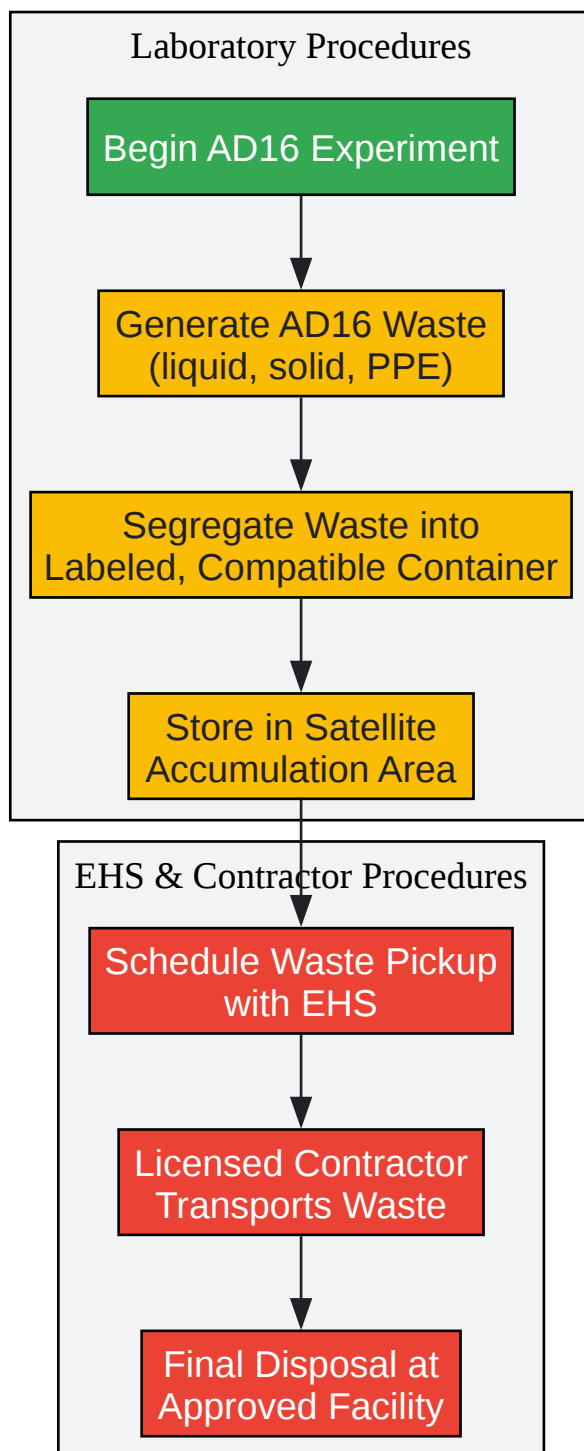 Laboratory Procedures
Begin AD16 Experiment
Generate AD16 Waste
(liquid, solid, PPE)
Segregate Waste into
Labeled, Compatible Container
Store in Satellite
Accumulation Area
EHS & Contractor Procedures
Schedule Waste Pickup
with EHS
Licensed Contractor
Transports Waste
Final Disposal at
Approved Facility